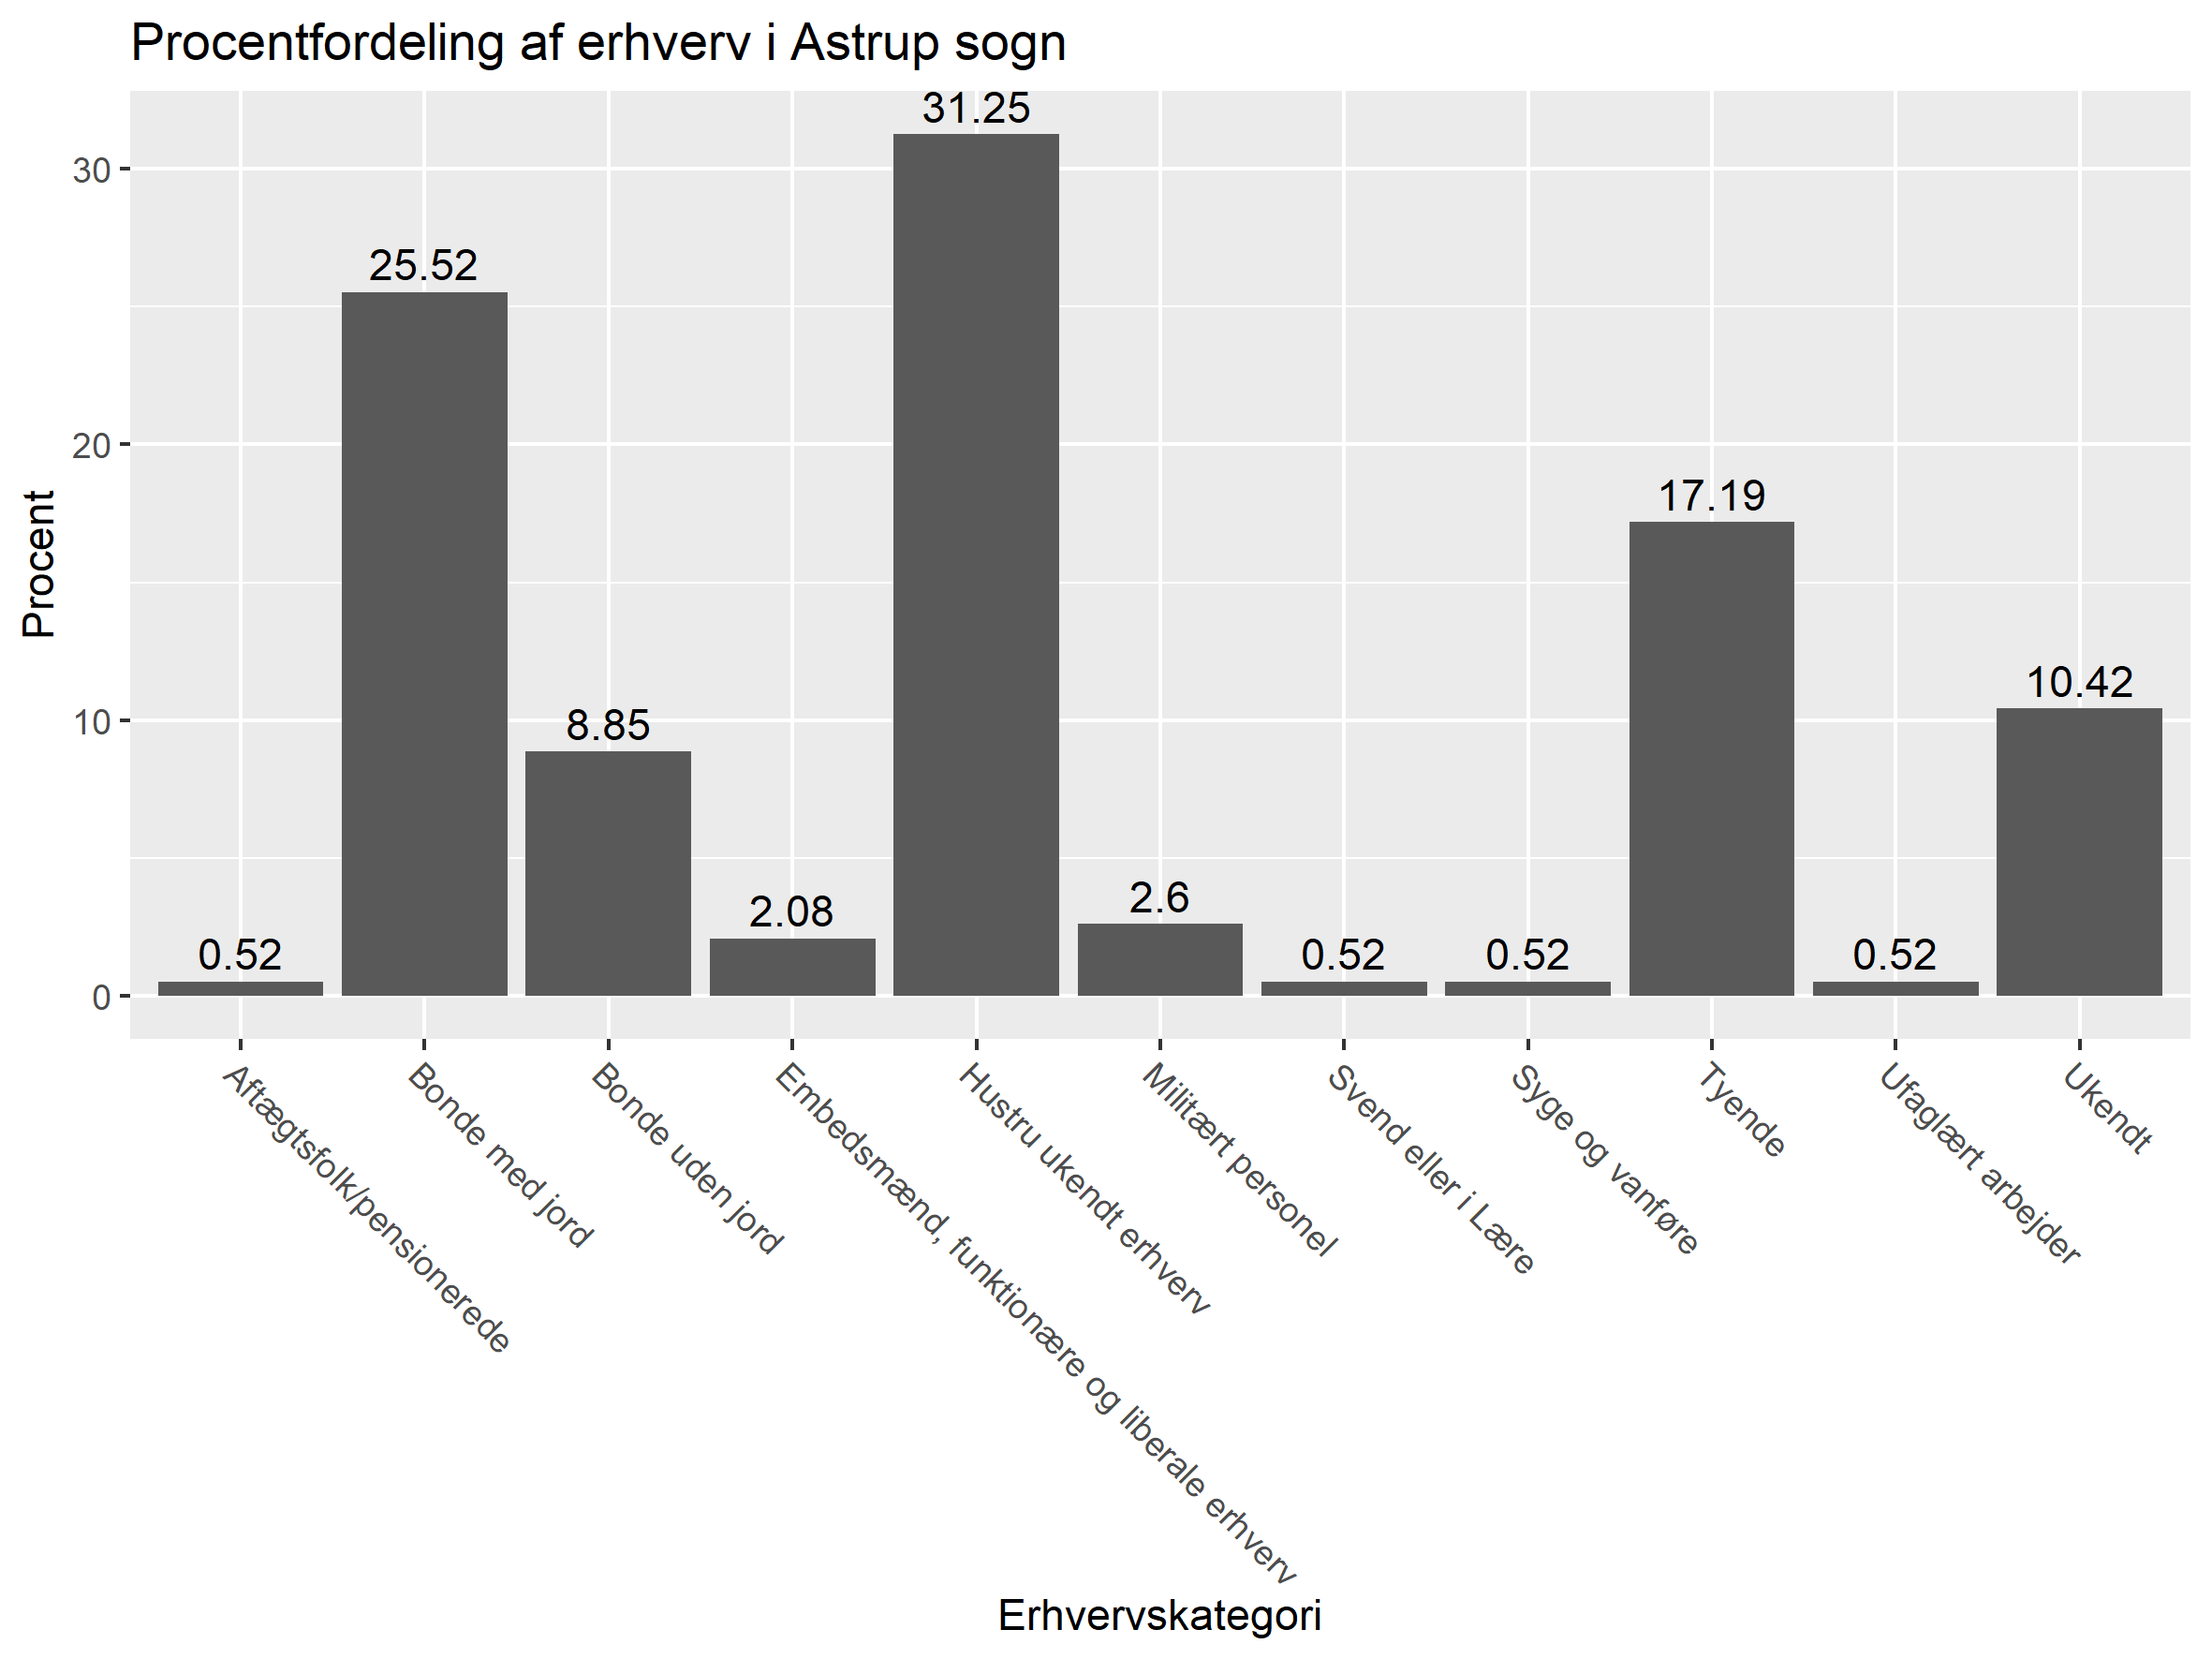 Procentfordeling af erhverv i Astrup sogn
Procent
30
20
10
0
0.52
25.52
8.85
2.08
31.25
2.6
0.52
0.52
17.19
0.52
10.42
Aftægtsfolk/pensionerede
Bonde med jord
Bonde uden jord
Embedsmænd, funktionære og liberale erhverv
Hustru ukendt erhverv
Militært personel
Svend eller i Lære
Syge og vanføre
Tyende
Ufaglært arbejder
Ukendt
Erhvervskategori